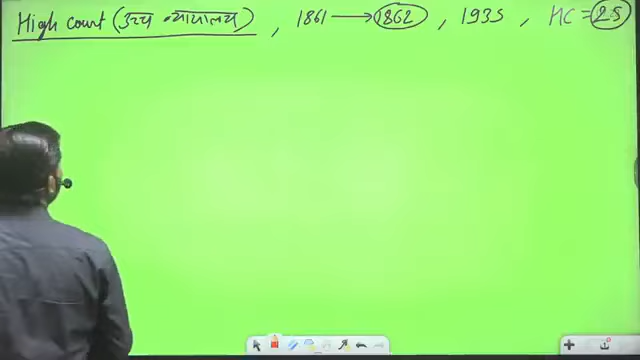 High court (उच्च न्यायालय) , 1861 → 1862 , 1935 , HC = 25